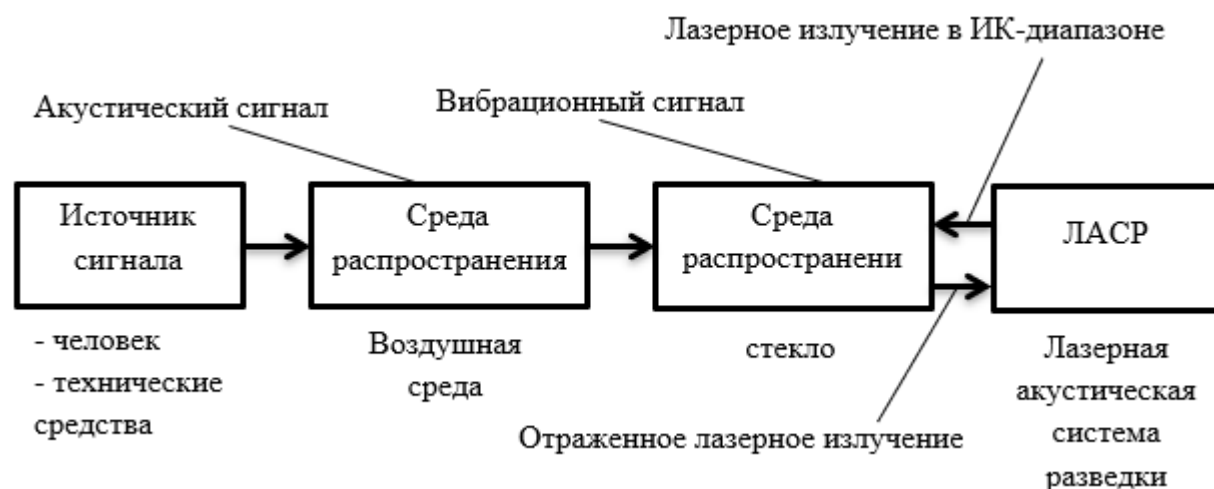 Лазерное излучение в ИК-диапазоне
Акустический сигнал
Вибрационный сигнал
Источник
сигнала
Среда
распространения
Среда
распространени
ЛАСР
- человек
- технические
средства
Воздушная
среда
стекло
Лазерная
акустическая
система
разведки
Отраженное лазерное излучение